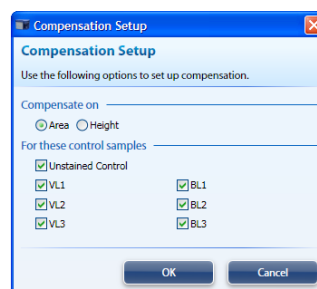 Compensation Setup
Compensation Setup
Use the following options to set up compensation.
Compensate on
Area Height
For these control samples
Unstained Control
VL1 BL1
VL2 BL2
VL3 BL3
OK Cancel